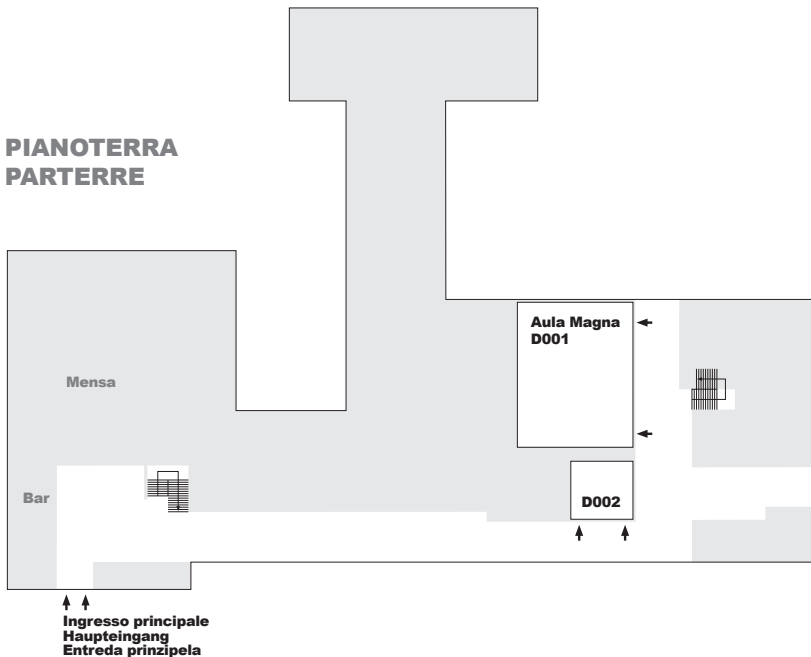 PIANOTERRA
PARTERRE
Aula Magna
D001
Mensa
Bar
D002
Ingresso principale
Haupteingang
Entreda prinzipela